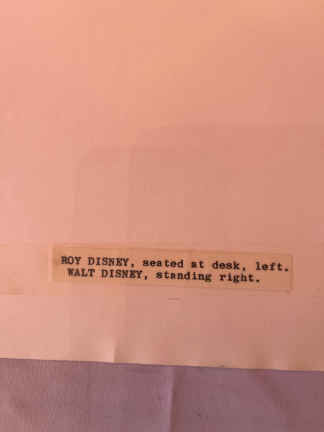 ROY DISNEY, seated at desk, left.
WALT DISNEY, standing right.